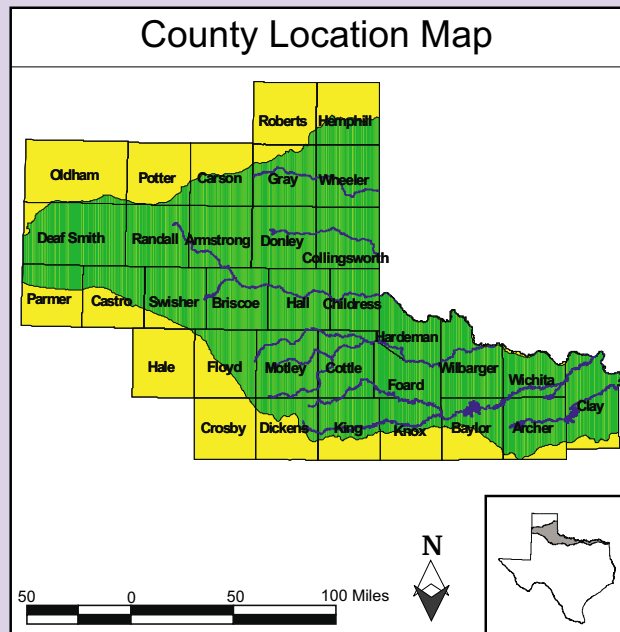 County Location Map
Roberts Hemphill
Oldham Potter Carson Gray Wheeler
Deaf Smith Randall Armstrong Donley Collingsworth
Parmer Castro Swisher Briscoe Hall Childress
Hardeman
Hale Floyd Motley Cottle Foard Wilbarger Wichita
Crosby Dickens King Knox Baylor Archer Clay
N
50 0 50 100 Miles